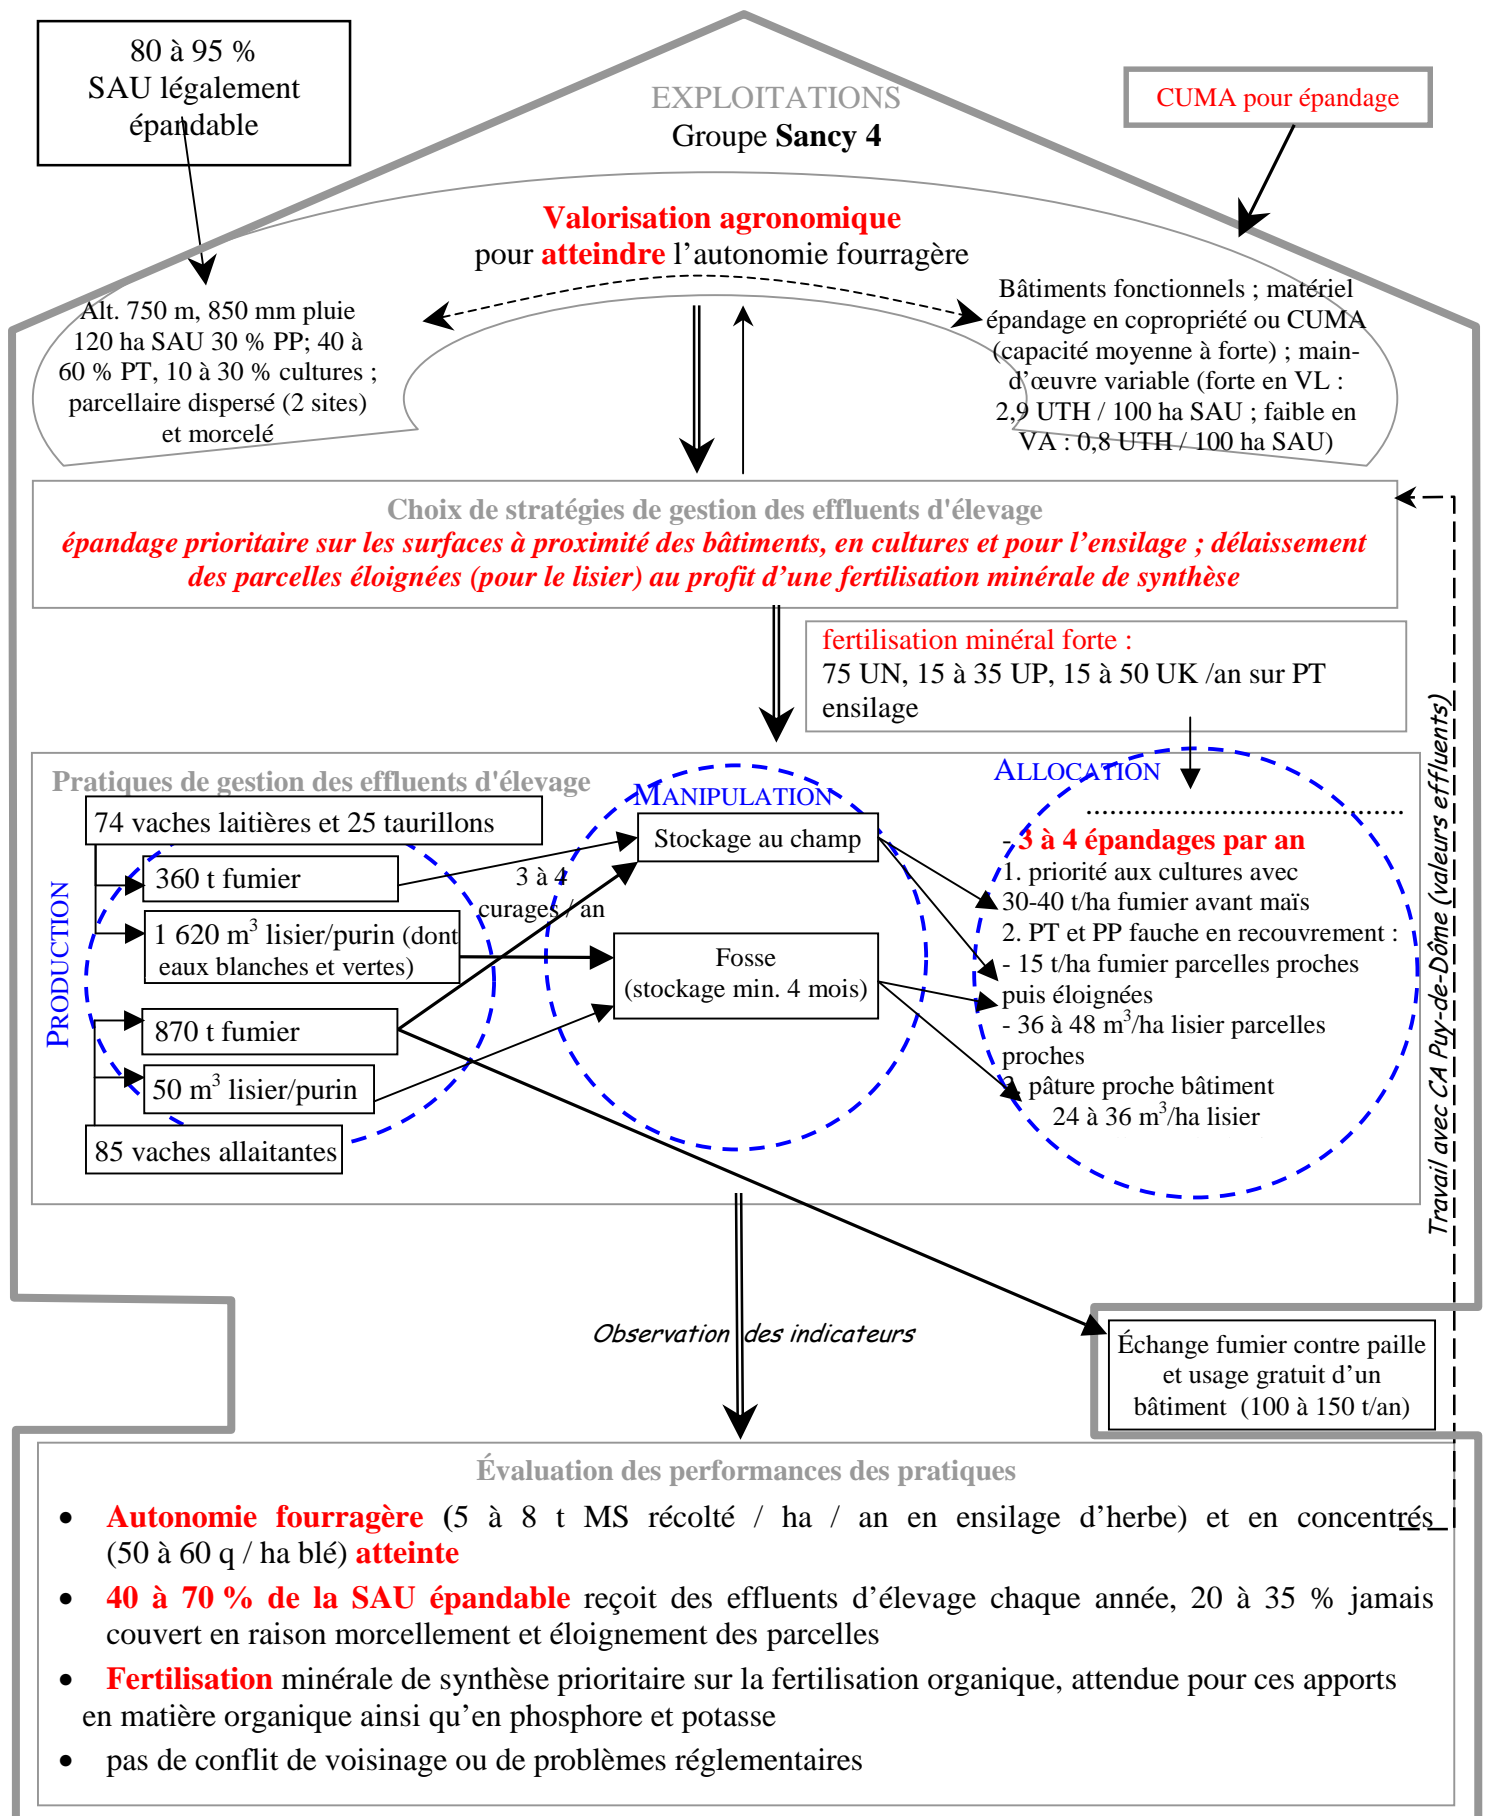 80 à 95 %
SAU légalement
épandable
EXPLOITATIONS
Groupe Sancy 4
CUMA pour épandage
Valorisation agronomique
pour atteindre l’autonomie fourragère
Alt. 750 m, 850 mm pluie
120 ha SAU 30 % PP; 40 à
60 % PT, 10 à 30 % cultures ;
parcellaire dispersé (2 sites)
et morcelé
Bâtiments fonctionnels ; matériel
épandage en copropriété ou CUMA
(capacité moyenne à forte) ; main-
d’œuvre variable (forte en VL :
2,9 UTH / 100 ha SAU ; faible en
VA : 0,8 UTH / 100 ha SAU)
Choix de stratégies de gestion des effluents d'élevage
épandage prioritaire sur les surfaces à proximité des bâtiments, en cultures et pour l’ensilage ; délaissement
des parcelles éloignées (pour le lisier) au profit d’une fertilisation minérale de synthèse
fertilisation minéral forte :
75 UN, 15 à 35 UP, 15 à 50 UK /an sur PT
ensilage
Travail avec CA Puy-de-Dôme (valeurs effluents)
Pratiques de gestion des effluents d'élevage
PRODUCTION
74 vaches laitières et 25 taurillons
360 t fumier
1 620 m³ lisier/purin (dont
eaux blanches et vertes)
870 t fumier
50 m³ lisier/purin
85 vaches allaitantes
3 à 4
curages / an
MANIPULATION
Stockage au champ
Fosse
(stockage min. 4 mois)
ALLOCATION
- 3 à 4 épandages par an
1. priorité aux cultures avec
30-40 t/ha fumier avant maïs
2. PT et PP fauche en recouvrement :
- 15 t/ha fumier parcelles proches
puis éloignées
- 36 à 48 m³/ha lisier parcelles
proches
3. pâture proche bâtiment
24 à 36 m³/ha lisier
Observation des indicateurs
Échange fumier contre paille
et usage gratuit d’un
bâtiment (100 à 150 t/an)
Évaluation des performances des pratiques
• Autonomie fourragère (5 à 8 t MS récolté / ha / an en ensilage d’herbe) et en concentrés
(50 à 60 q / ha blé) atteinte
• 40 à 70 % de la SAU épandable reçoit des effluents d’élevage chaque année, 20 à 35 % jamais
couvert en raison morcellement et éloignement des parcelles
• Fertilisation minérale de synthèse prioritaire sur la fertilisation organique, attendue pour ces apports
en matière organique ainsi qu’en phosphore et potasse
• pas de conflit de voisinage ou de problèmes réglementaires